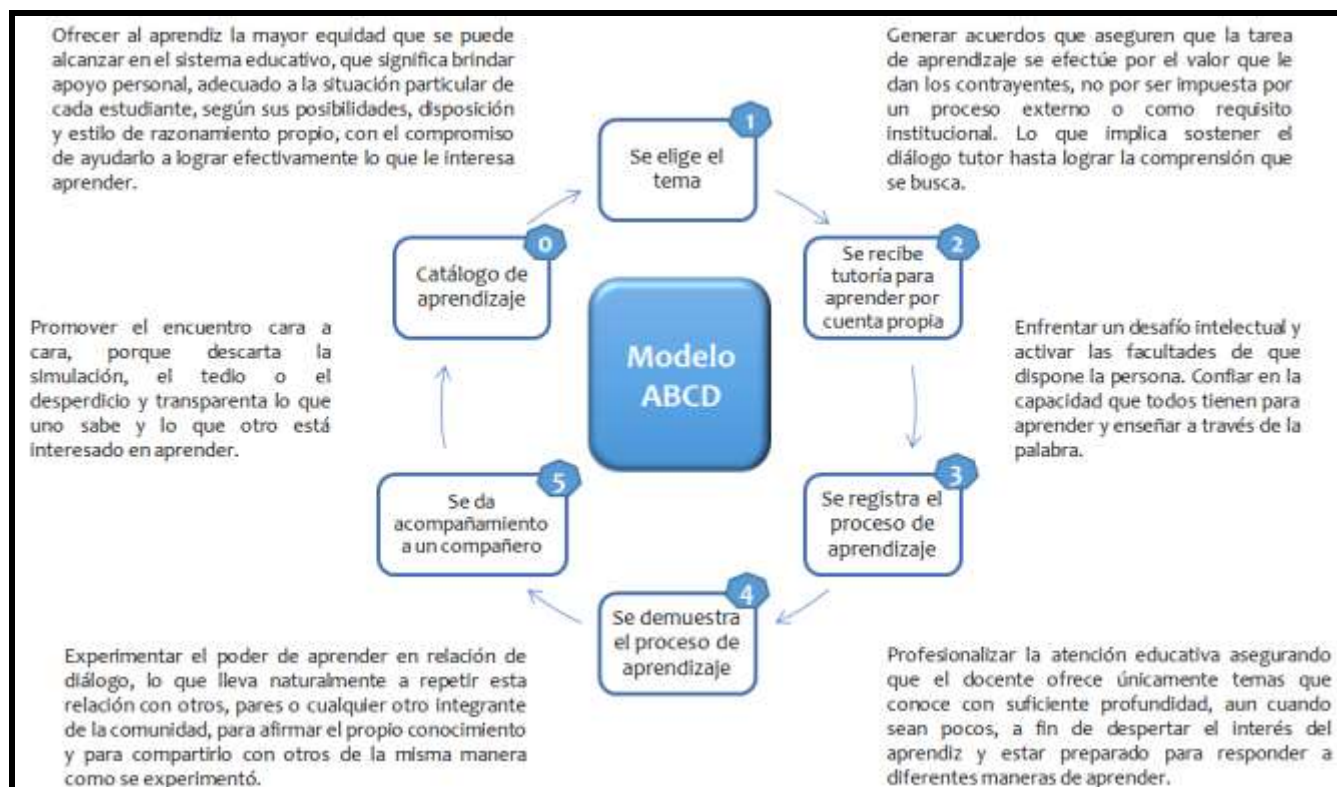 Ofrecer al aprendiz la mayor equidad que se puede
alcanzar en el sistema educativo, que significa brindar
apoyo personal, adecuado a la situación particular de
cada estudiante, según sus posibilidades, disposición
y estilo de razonamiento propio, con el compromiso
de ayudarlo a lograr efectivamente lo que le interesa
aprender.
Generar acuerdos que aseguren que la tarea
de aprendizaje se efectúe por el valor que le
dan los contrayentes, no por ser impuesta por
un proceso externo o como requisito
institucional. Lo que implica sostener el
diálogo tutor hasta lograr la comprensión que
se busca.
1
Se elige el
tema
0
Catálogo de
aprendizaje
2
Se recibe
tutoría para
aprender por
cuenta propia
Modelo
ABCD
Promover el encuentro cara a
cara, porque descarta la
simulación, el tedio o el
desperdicio y transparenta lo que
uno sabe y lo que otro está
interesado en aprender.
Enfrentar un desafío intelectual y
activar las facultades de que
dispone la persona. Confiar en la
capacidad que todos tienen para
aprender y enseñar a través de la
palabra.
5
Se da
acompañamiento
a un compañero
3
Se registra el
proceso de
aprendizaje
4
Se demuestra
el proceso de
aprendizaje
Experimentar el poder de aprender en relación de
diálogo, lo que lleva naturalmente a repetir esta
relación con otros, pares o cualquier otro integrante
de la comunidad, para afirmar el propio conocimiento
y para compartirlo con otros de la misma manera
como se experimentó.
Profesionalizar la atención educativa asegurando
que el docente ofrece únicamente temas que
conoce con suficiente profundidad, aun cuando
sean pocos, a fin de despertar el interés del
aprendiz y estar preparado para responder a
diferentes maneras de aprender.